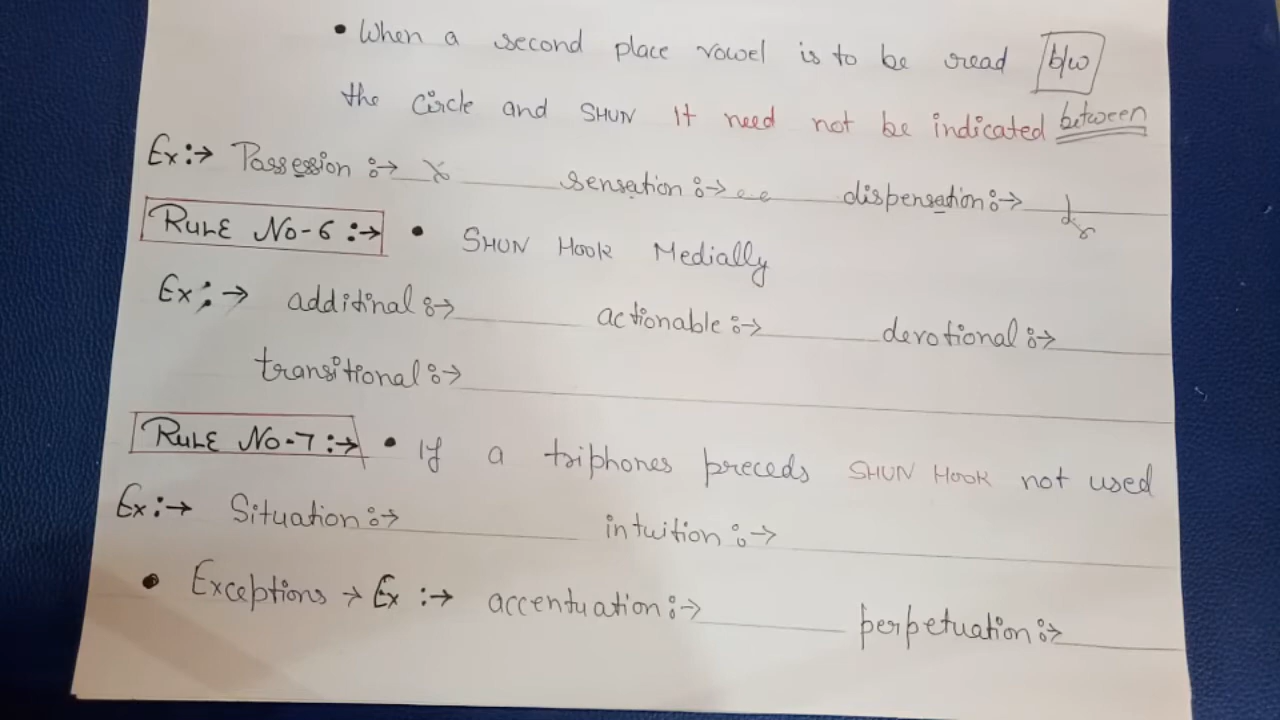 • When a second place vowel is to be read b/w
the circle and SHUN It need not be indicated between
Ex:→ Possession :→ sensation :→ dispensation :→
RULE NO-6 :→ • SHUN HOOK Medially
Ex:→ additinal :→ actionable :→ devotional :→
transitional :→
RULE NO-7 :→ • If a triphones preceds SHUN HOOK not used
Ex:→ Situation :→ intuition :→
• Exceptions → Ex :→ accentuation :→ perpetuation :→